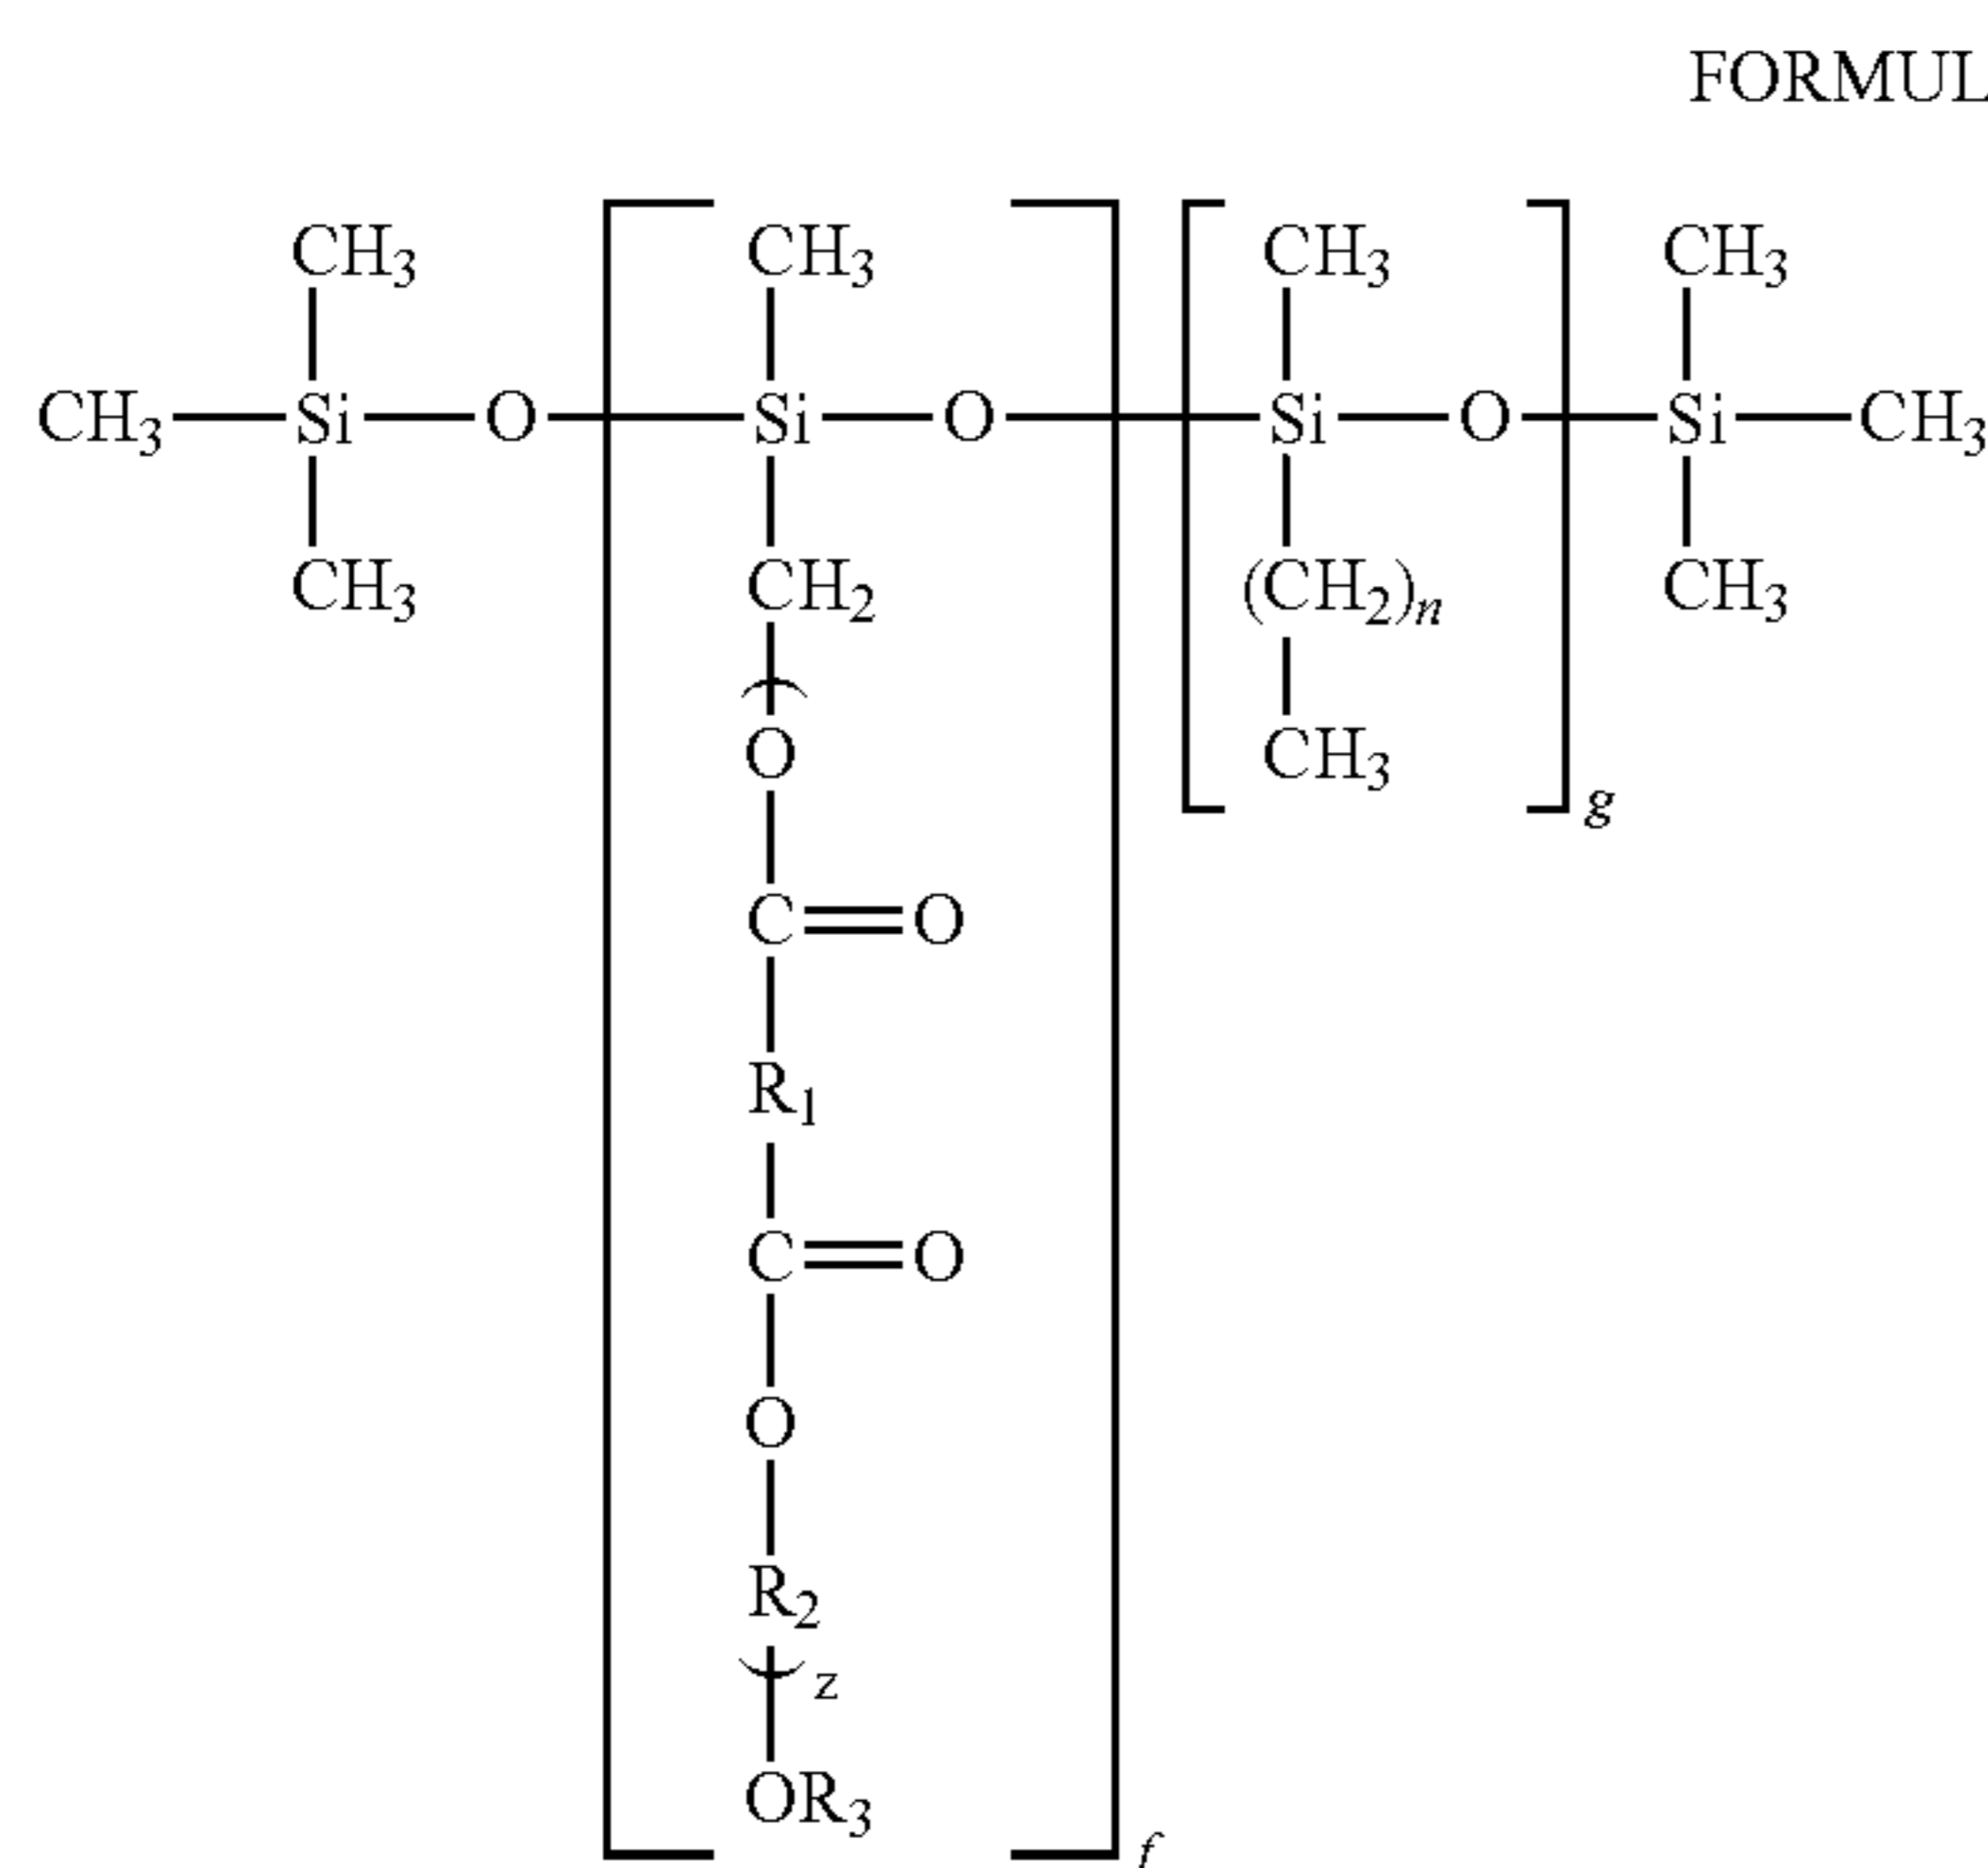 FORMUL
CH3 CH3 CH3 CH3
CH3 Si O Si O Si O Si CH3
CH3 CH2 (CH2)n CH3
O CH3
g
C O
R1
C O
O
R2
z
OR3
f